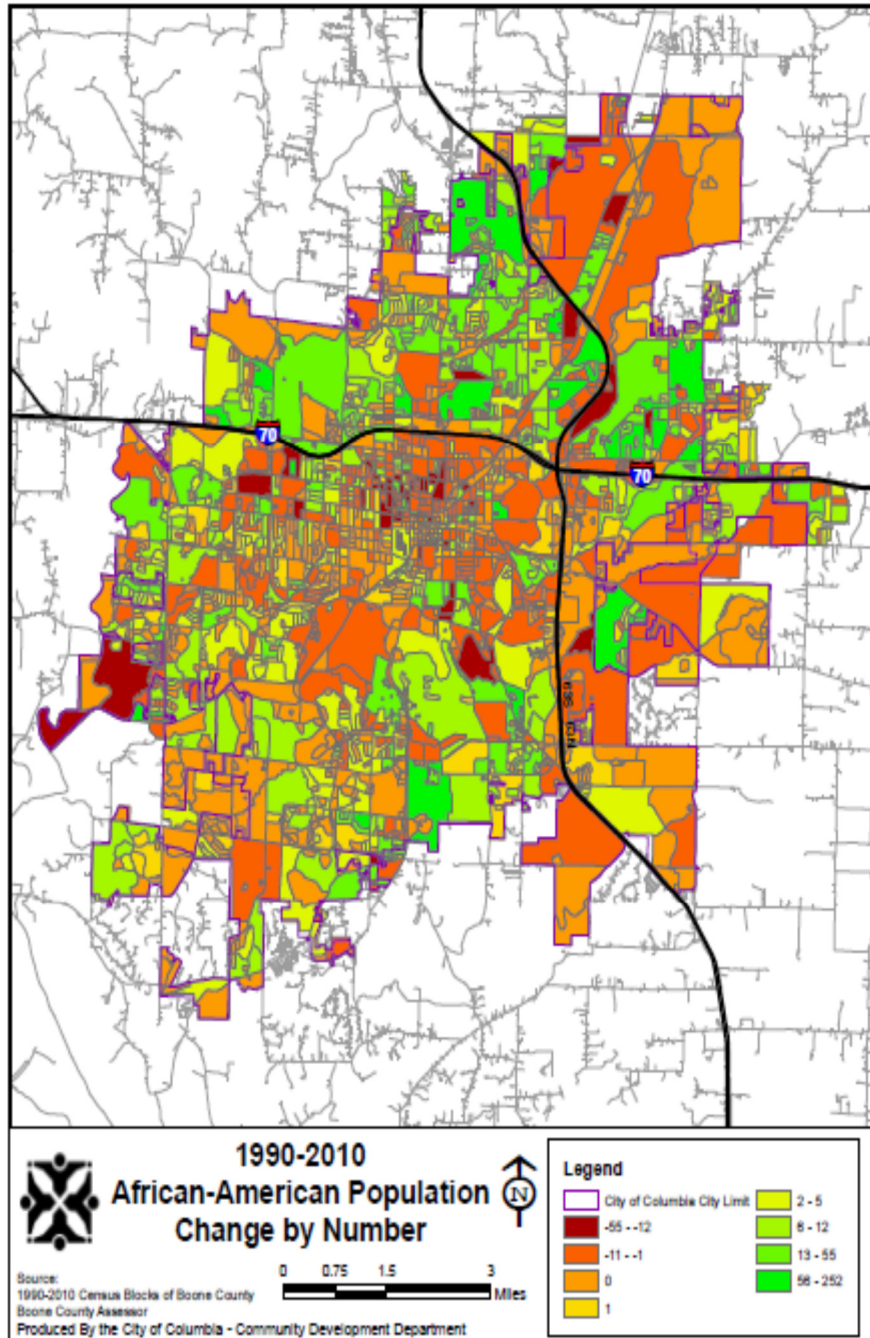 70
70
US 63 N
1990-2010
African-American Population
Change by Number
N
Legend
City of Columbia City Limit
-55 - -12
-11 - -1
0
1
2 - 5
6 - 12
13 - 55
56 - 252
0 0.75 1.5 3
Miles
Source:
1990-2010 Census Blocks of Boone County
Boone County Assessor
Produced By the City of Columbia - Community Development Department